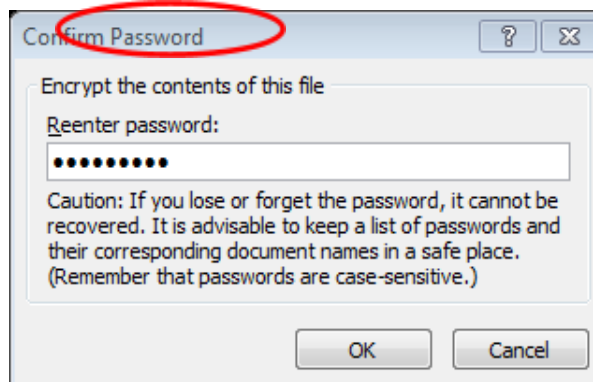 Confirm Password
Encrypt the contents of this file
Reenter password:
•••••••••
Caution: If you lose or forget the password, it cannot be
recovered. It is advisable to keep a list of passwords and
their corresponding document names in a safe place.
(Remember that passwords are case-sensitive.)
OK
Cancel